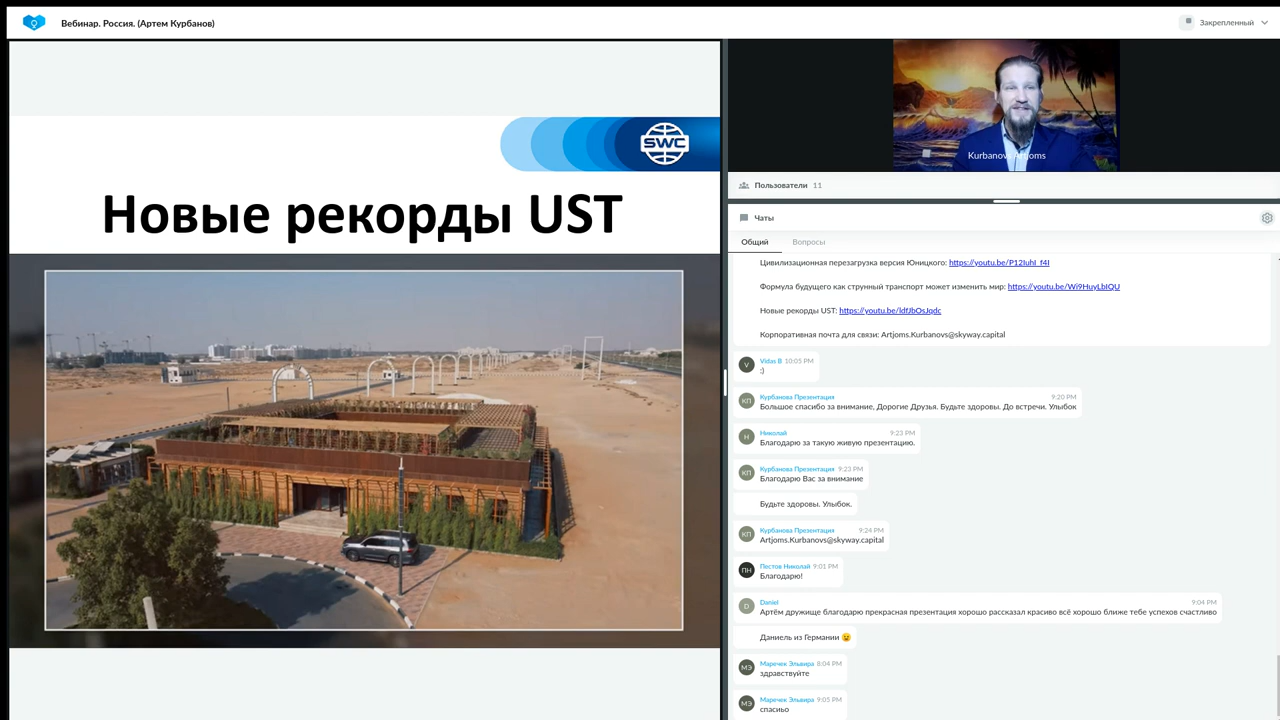 Вебинар. Россия. (Артем Курбанов)
Закрепленный
SWC
Новые рекорды UST
Kurbanovs Artjoms
Пользователи 11
Чаты
Общий Вопросы
Цивилизационная перезагрузка версия Юницкого: https://youtu.be/P12IuhI_f4I
Формула будущего как струнный транспорт может изменить мир: https://youtu.be/Wi9HuyLbIQU
Новые рекорды UST: https://youtu.be/ldfJbOsJqdc
Корпоративная почта для связи: Artjoms.Kurbanovs@skyway.capital
V
Vidas B 10:05 PM
:)
КП
Курбанова Презентация 9:20 PM
Большое спасибо за внимание, Дорогие Друзья. Будьте здоровы. До встречи. Улыбок
Н
Николай 9:23 PM
Благодарю за такую живую презентацию.
КП
Курбанова Презентация 9:23 PM
Благодарю Вас за внимание
Будьте здоровы. Улыбок.
КП
Курбанова Презентация 9:24 PM
Artjoms.Kurbanovs@skyway.capital
ПН
Пестов Николай 9:01 PM
Благодарю!
D
Daniel 9:04 PM
Артём дружище благодарю прекрасная презентация хорошо рассказал красиво всё хорошо ближе тебе успехов счастливо
Даниель из Германии 😉
МЭ
Маречек Эльвира 8:04 PM
здравствуйте
МЭ
Маречек Эльвира 9:05 PM
спасиьо